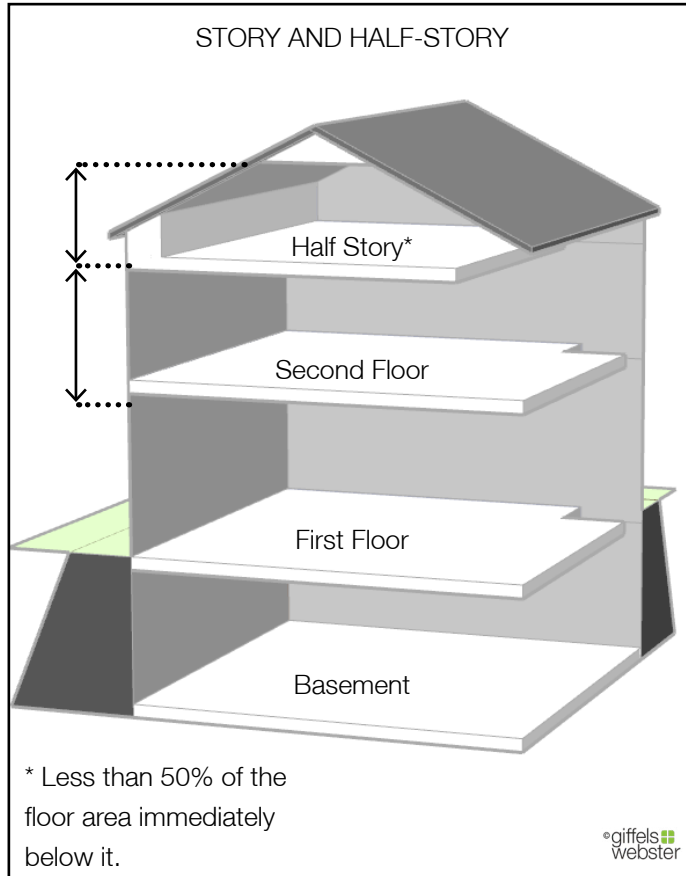 STORY AND HALF-STORY
Half Story*
Second Floor
First Floor
Basement
* Less than 50% of the
floor area immediately
below it.
©giffels
webster